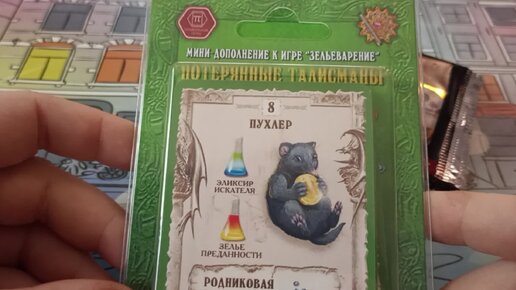 МИНИ-ДОПОЛНЕНИЕ К ИГРЕ "ЗЕЛЬЕВАРЕНИЕ"
ПОТЕРЯННЫЕ ТАЛИСМАНЫ
8
ПУХЛЕР
ЭЛИКСИР
ИСКАТЕЛЯ
ЗЕЛЬЕ
ПРЕДАННОСТИ
РОДНИКОВАЯ